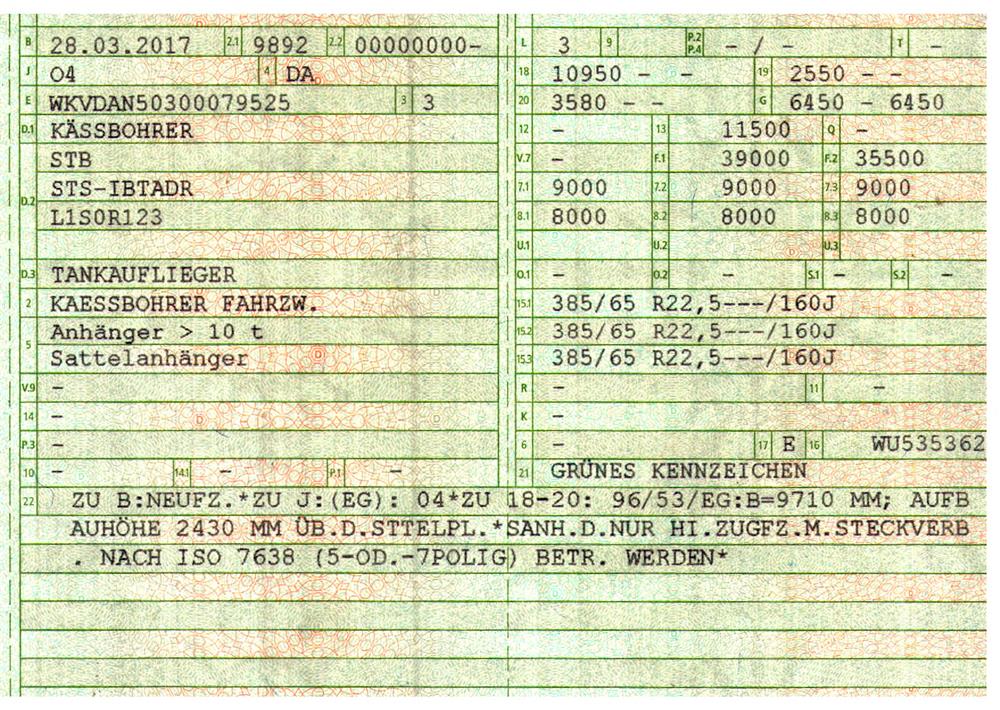 B 28.03.2017 2.1 9892 2.2 00000000-
J 04 4 DA
E WKVDAN50300079525 3 3
D.1 KÄSSBOHRER
STB
D.2 STS-IBTADR
L1S0R123
D.3 TANKAUFLIEGER
2 KAESSBOHRER FAHRZW.
5 Anhänger > 10 t
Sattelanhänger
V.9 -
14 -
P.3 -
10 - 14.1 - P.1 -
L 3 9 P.2 P.4 - / - T -
18 10950 - - 19 2550 - -
20 3580 - - G 6450 - 6450
12 - 13 11500 Q -
V.7 - F.1 39000 F.2 35500
7.1 9000 7.2 9000 7.3 9000
8.1 8000 8.2 8000 8.3 8000
U.1 U.2 U.3
O.1 - O.2 - S.1 - S.2 -
15.1 385/65 R22,5---/160J
15.2 385/65 R22,5---/160J
15.3 385/65 R22,5---/160J
R - 11 -
K -
6 - 17 E 16 WU535362
21 GRÜNES KENNZEICHEN
22 ZU B:NEUFZ.*ZU J:(EG): 04*ZU 18-20: 96/53/EG:B=9710 MM; AUFB
AUHÖHE 2430 MM ÜB.D.STTELPL.*SANH.D.NUR HI.ZUGFZ.M.STECKVERB
. NACH ISO 7638 (5-OD.-7POLIG) BETR. WERDEN*